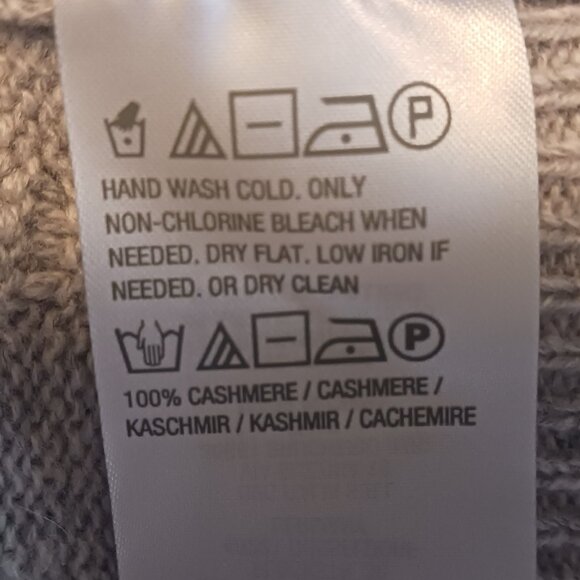 P
HAND WASH COLD. ONLY
NON-CHLORINE BLEACH WHEN
NEEDED. DRY FLAT. LOW IRON IF
NEEDED. OR DRY CLEAN
P
100% CASHMERE / CASHMERE /
KASCHMIR / KASHMIR / CACHEMIRE